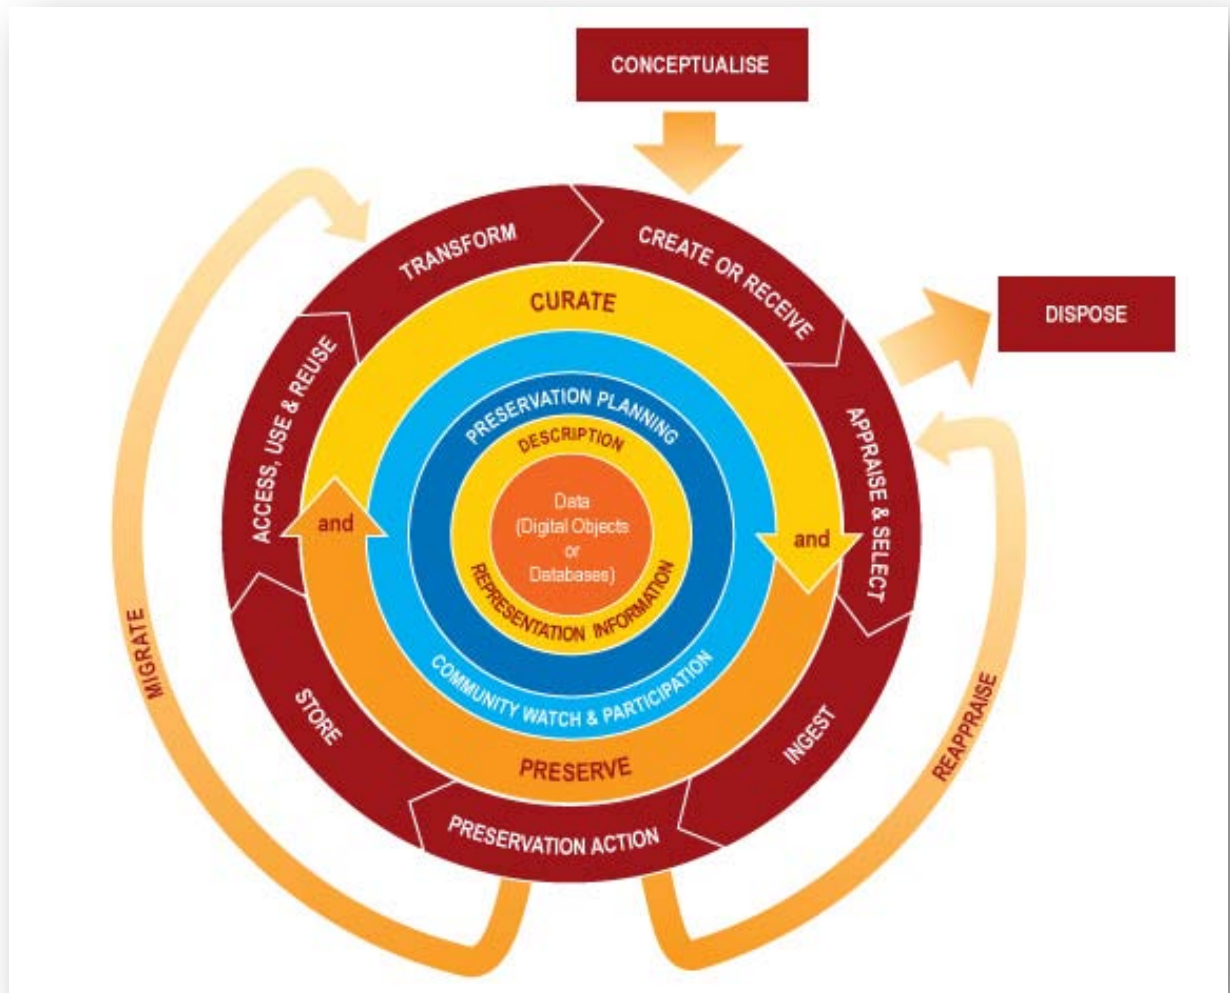 CONCEPTUALISE
TRANSFORM
CREATE OR RECEIVE
DISPOSE
CURATE
ACCESS, USE & REUSE
PRESERVATION PLANNING
APPRAISE & SELECT
DESCRIPTION
Data
(Digital Objects
or
Databases)
and
and
REPRESENTATION INFORMATION
COMMUNITY WATCH & PARTICIPATION
MIGRATE
STORE
INGEST
REAPPRAISE
PRESERVE
PRESERVATION ACTION